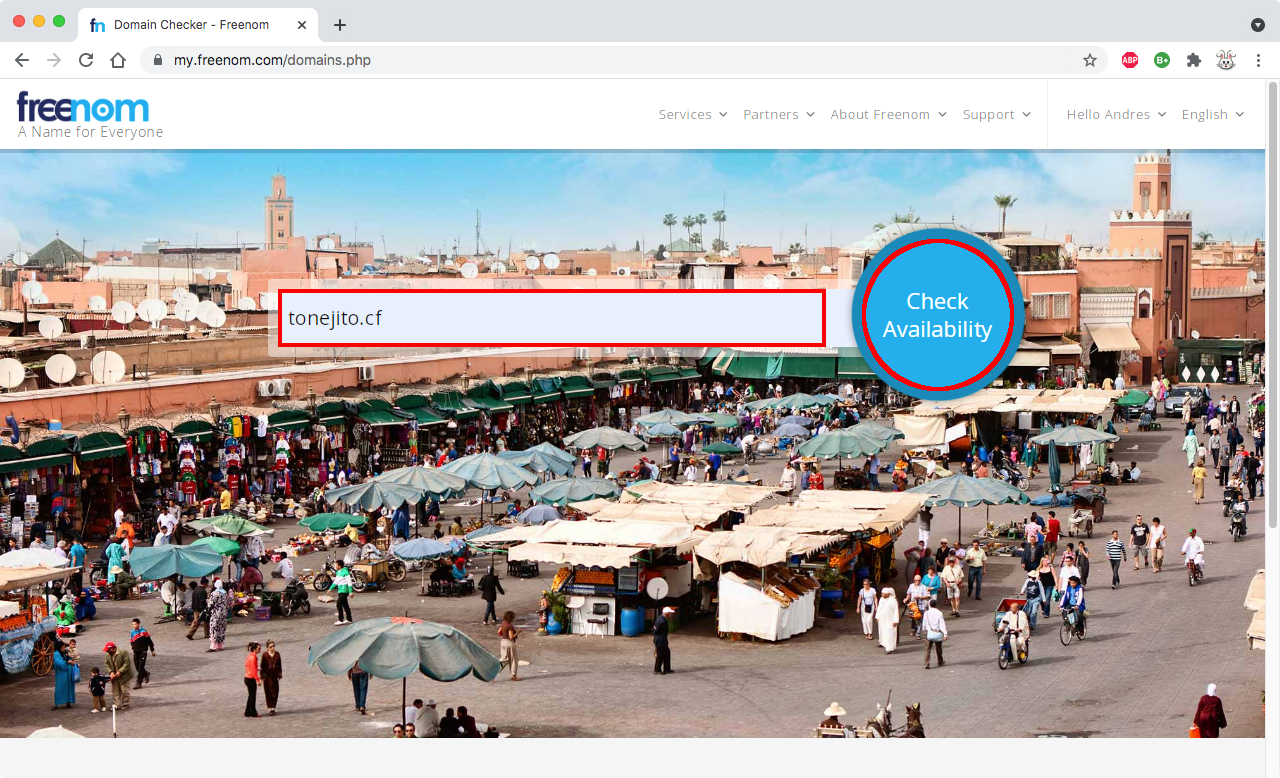 fn Domain Checker - Freenom
my.freenom.com/domains.php
ABP
B+
freenom
A Name for Everyone
Services Partners About Freenom Support Hello Andres English
tonejito.cf
Check
Availability